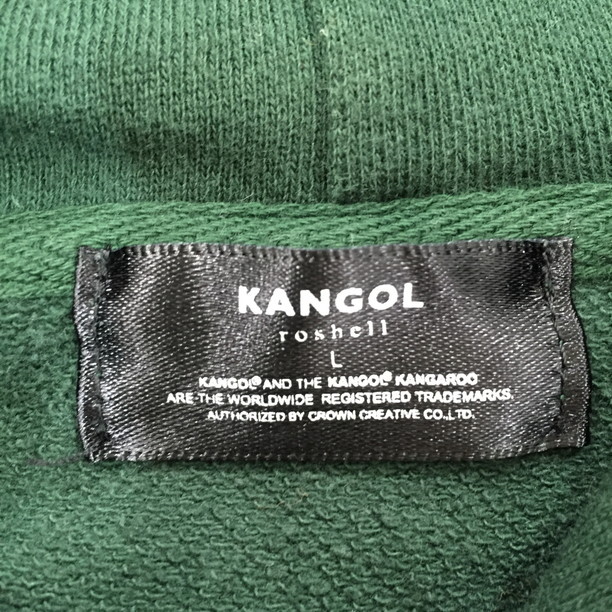 KANGOL
roshell
L
KANGOL® AND THE KANGOL® KANGAROO
ARE THE WORLDWIDE REGISTERED TRADEMARKS.
AUTHORIZED BY CROWN CREATIVE CO.,LTD.